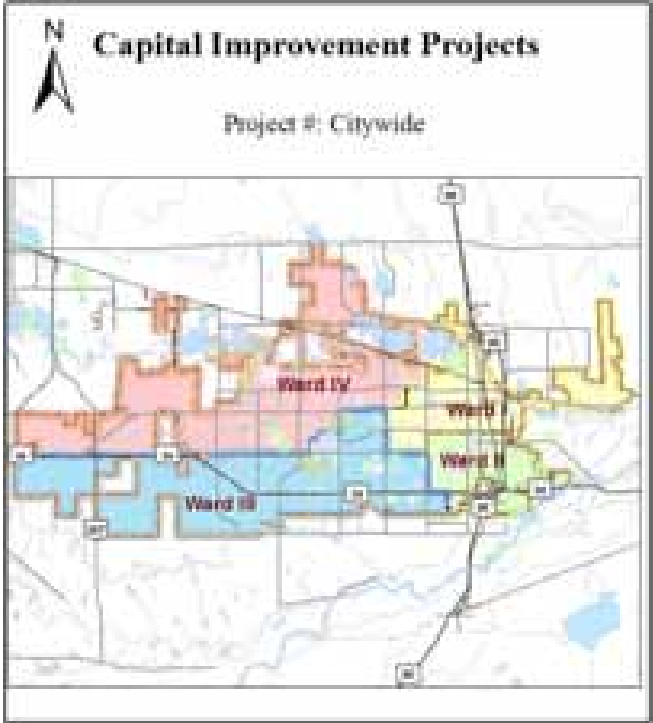 N
Capital Improvement Projects
Project #: Citywide
Ward IV
Ward I
Ward II
Ward III